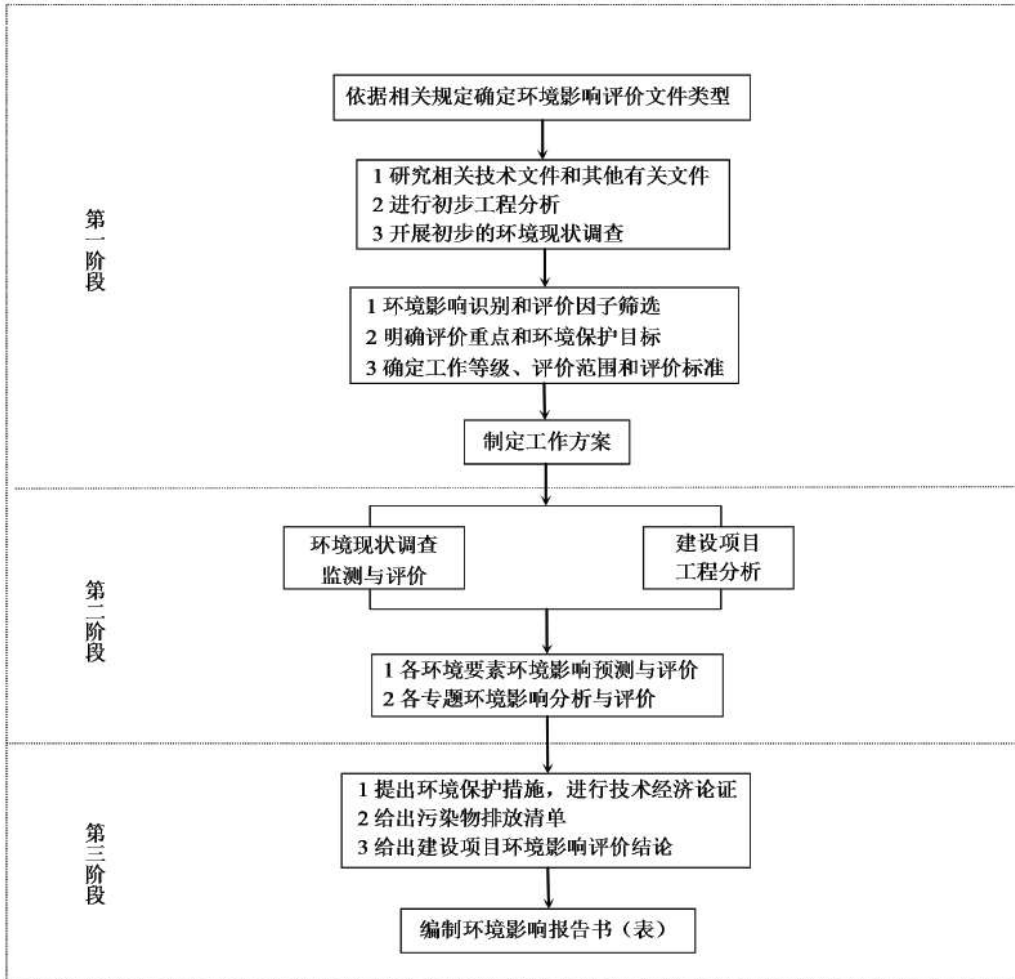 第一阶段
依据相关规定确定环境影响评价文件类型
1 研究相关技术文件和其他有关文件
2 进行初步工程分析
3 开展初步的环境现状调查
1 环境影响识别和评价因子筛选
2 明确评价重点和环境保护目标
3 确定工作等级、评价范围和评价标准
制定工作方案
第二阶段
环境现状调查
监测与评价
建设项目
工程分析
1 各环境要素环境影响预测与评价
2 各专题环境影响分析与评价
第三阶段
1 提出环境保护措施，进行技术经济论证
2 给出污染物排放清单
3 给出建设项目环境影响评价结论
编制环境影响报告书（表）